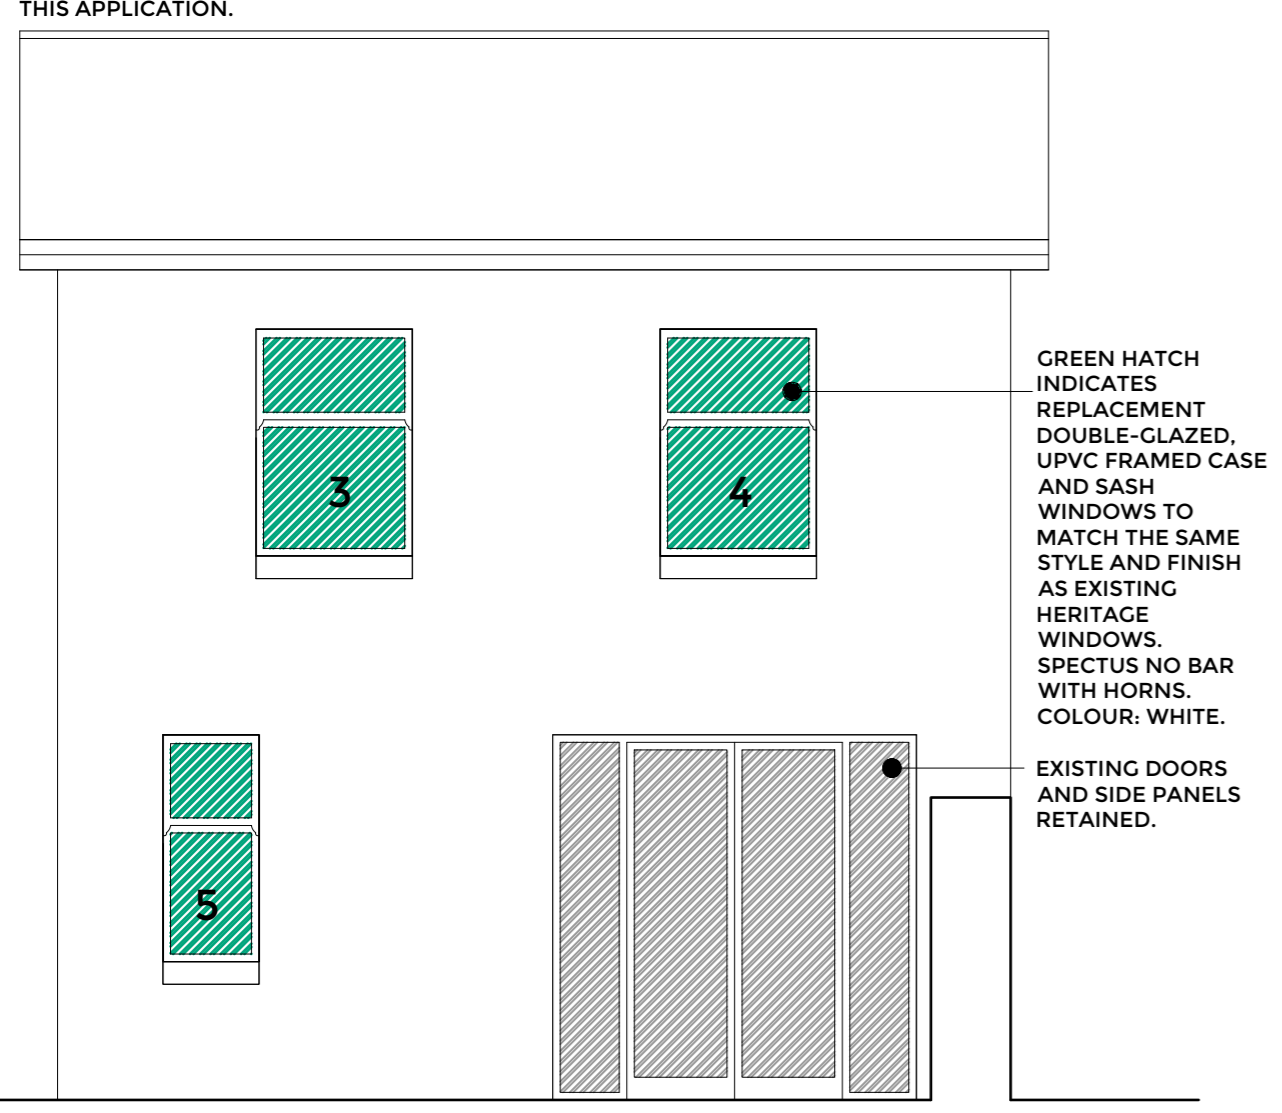 THIS APPLICATION.
3
4
GREEN HATCH
INDICATES
REPLACEMENT
DOUBLE-GLAZED,
UPVC FRAMED CASE
AND SASH
WINDOWS TO
MATCH THE SAME
STYLE AND FINISH
AS EXISTING
HERITAGE
WINDOWS.
SPECTUS NO BAR
WITH HORNS.
COLOUR: WHITE.
EXISTING DOORS
AND SIDE PANELS
RETAINED.
5